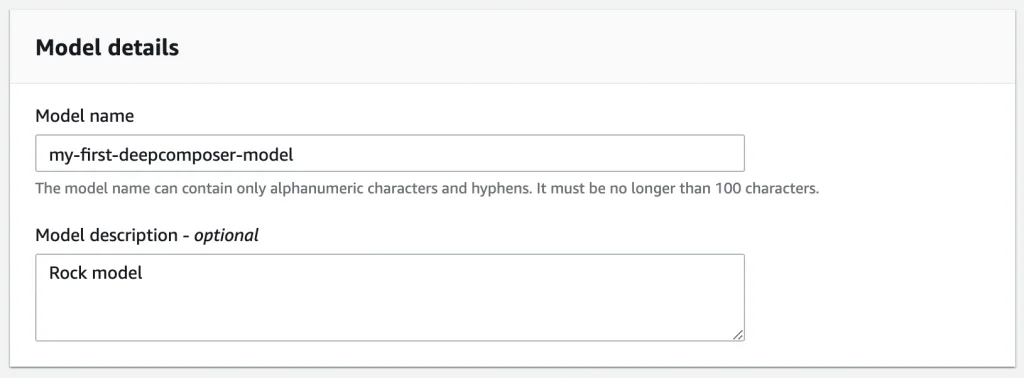 Model details
Model name
my-first-deepcomposer-model
The model name can contain only alphanumeric characters and hyphens. It must be no longer than 100 characters.
Model description - optional
Rock model